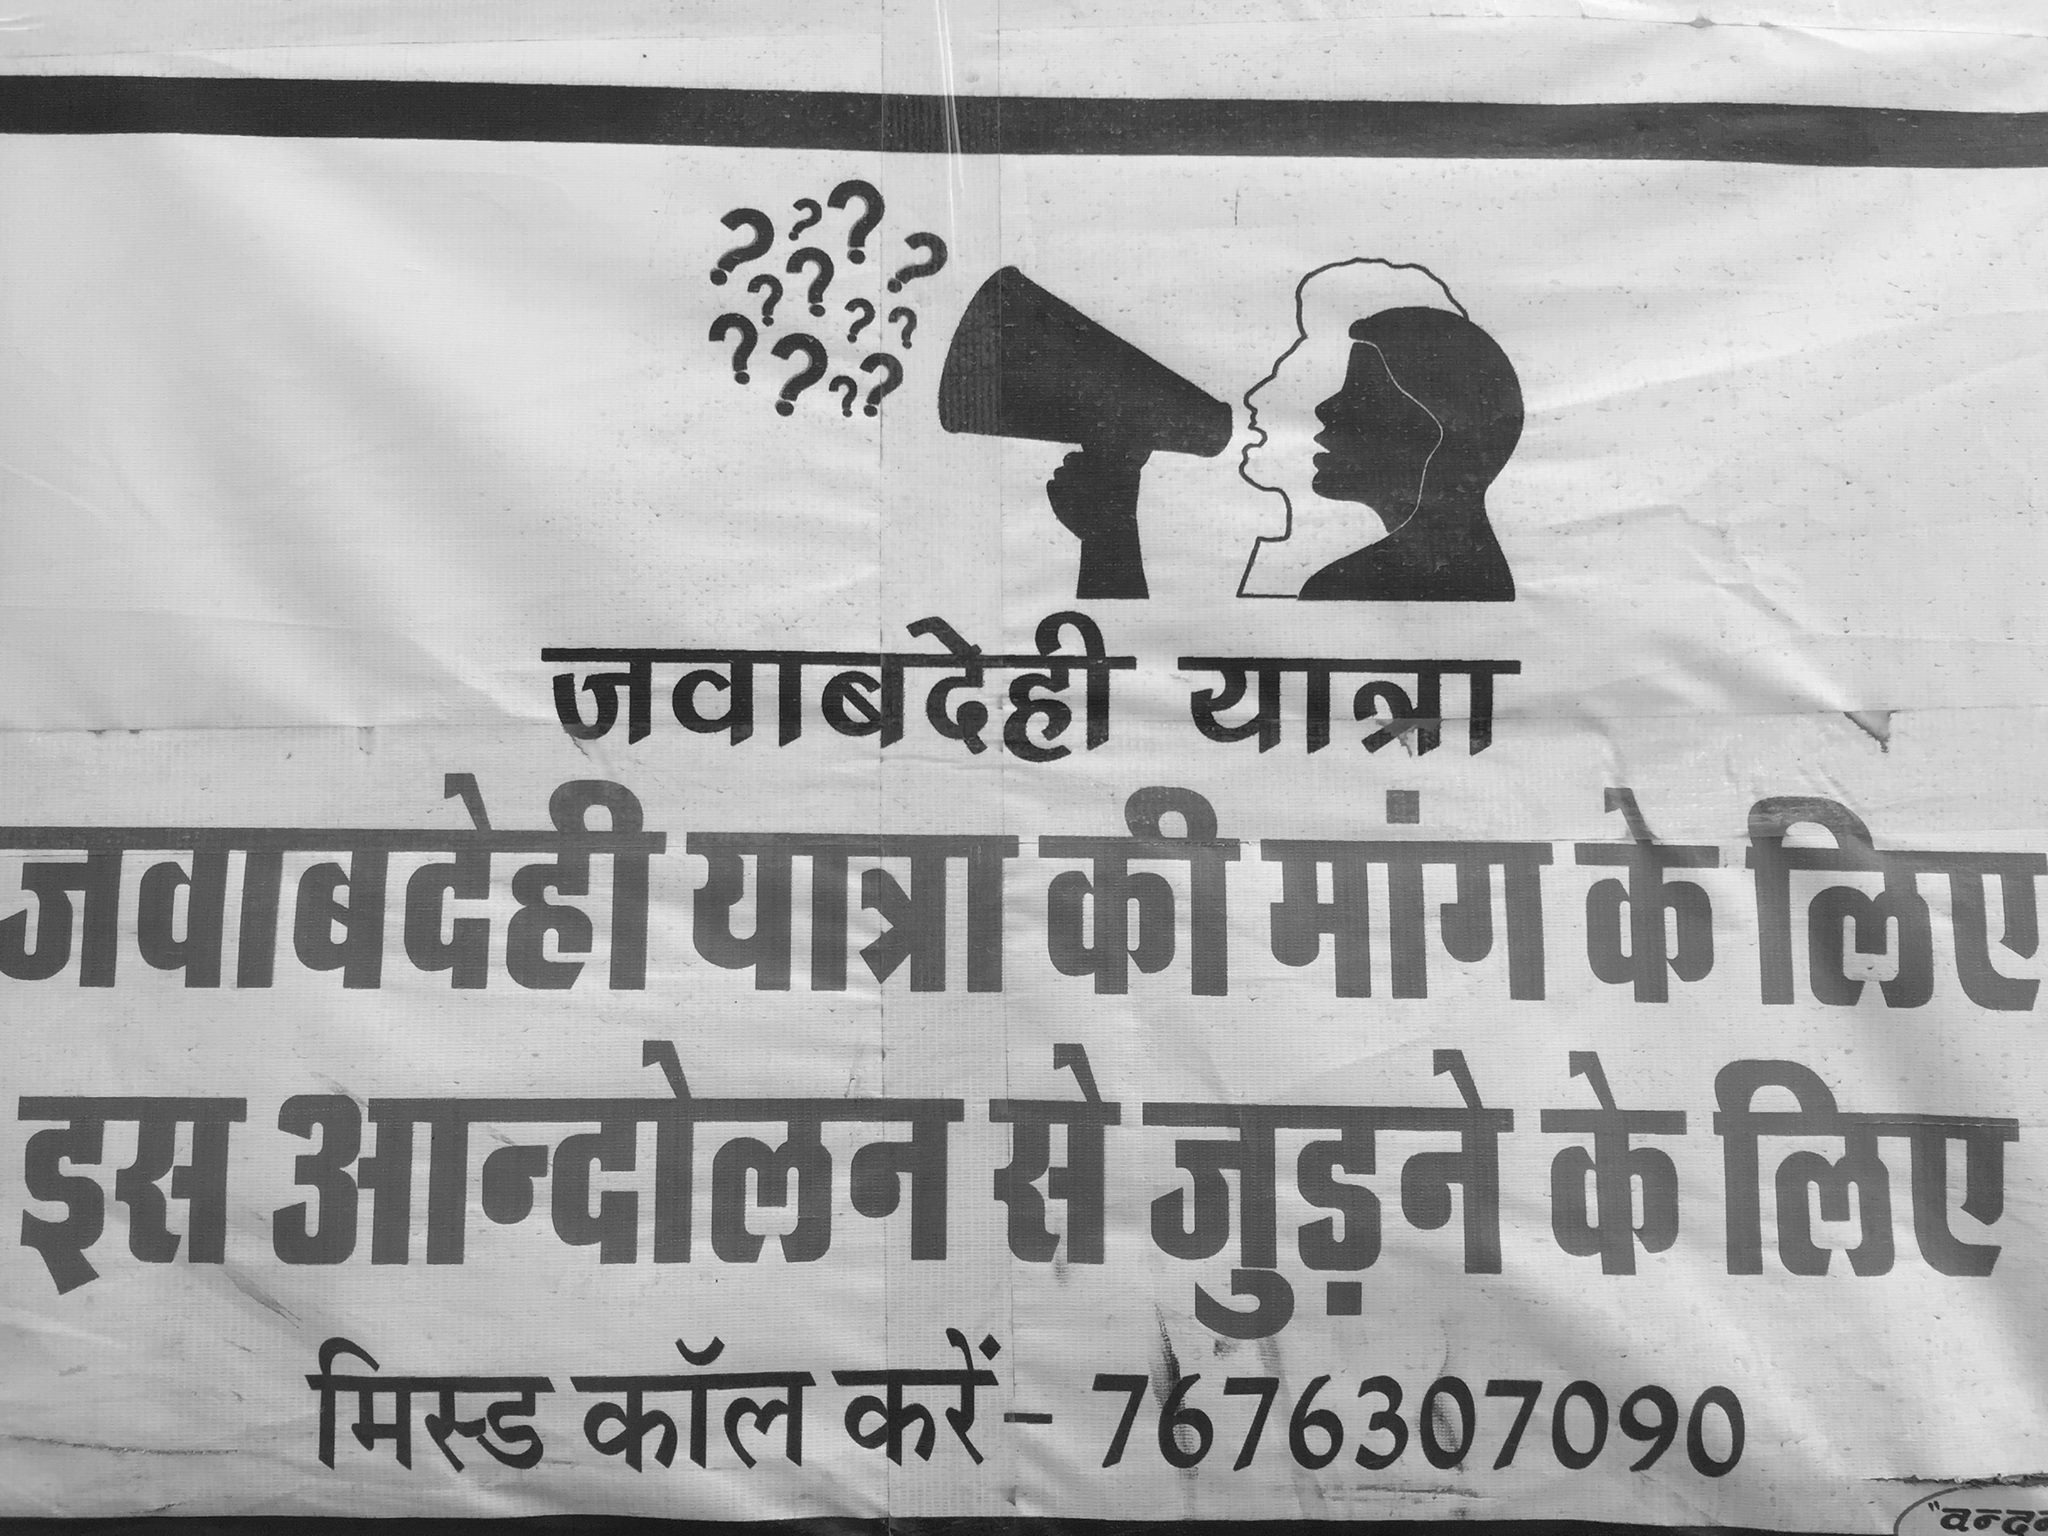 जवाबदेही यात्रा
जवाबदेही यात्रा की मांग के लिए
इस आन्दोलन से जुड़ने के लिए
मिस्ड कॉल करें - 7676307090